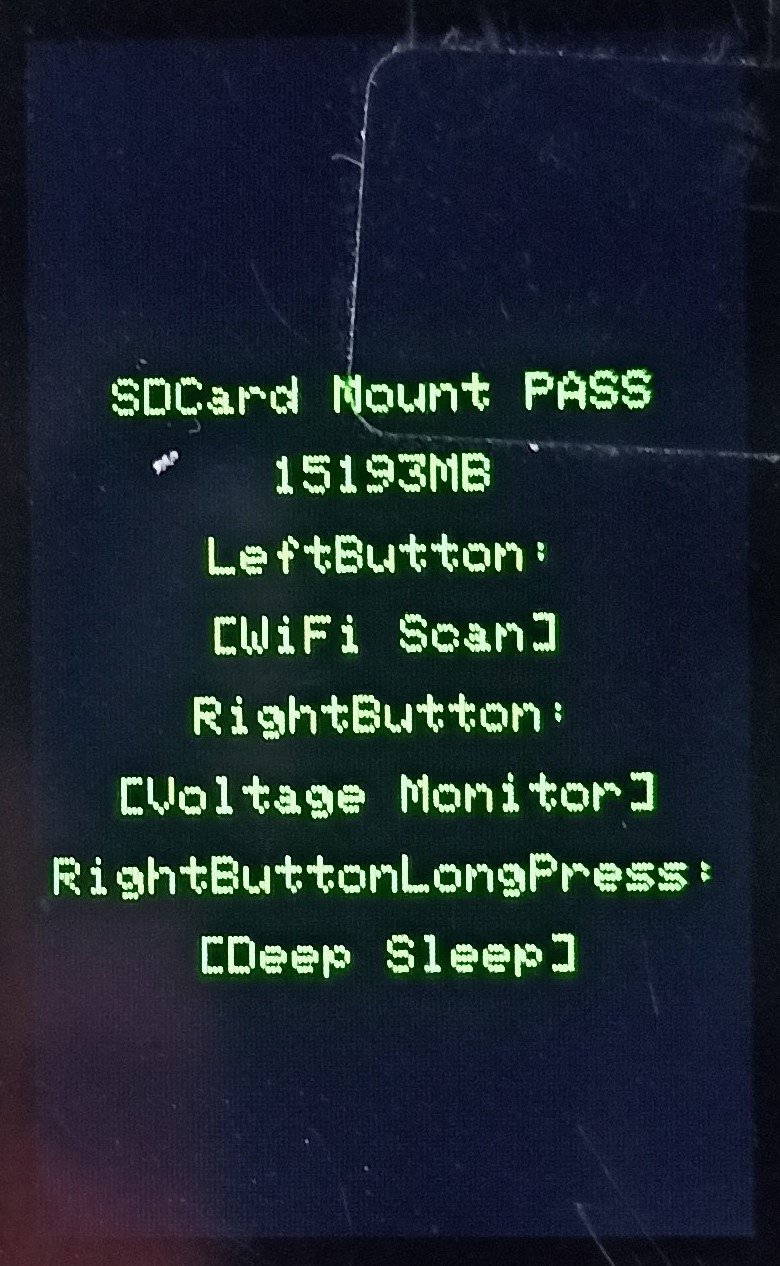 SDCard Mount PASS
15193MB
LeftButton:
[WiFi Scan]
RightButton:
[Voltage Monitor]
RightButtonLongPress:
[Deep Sleep]